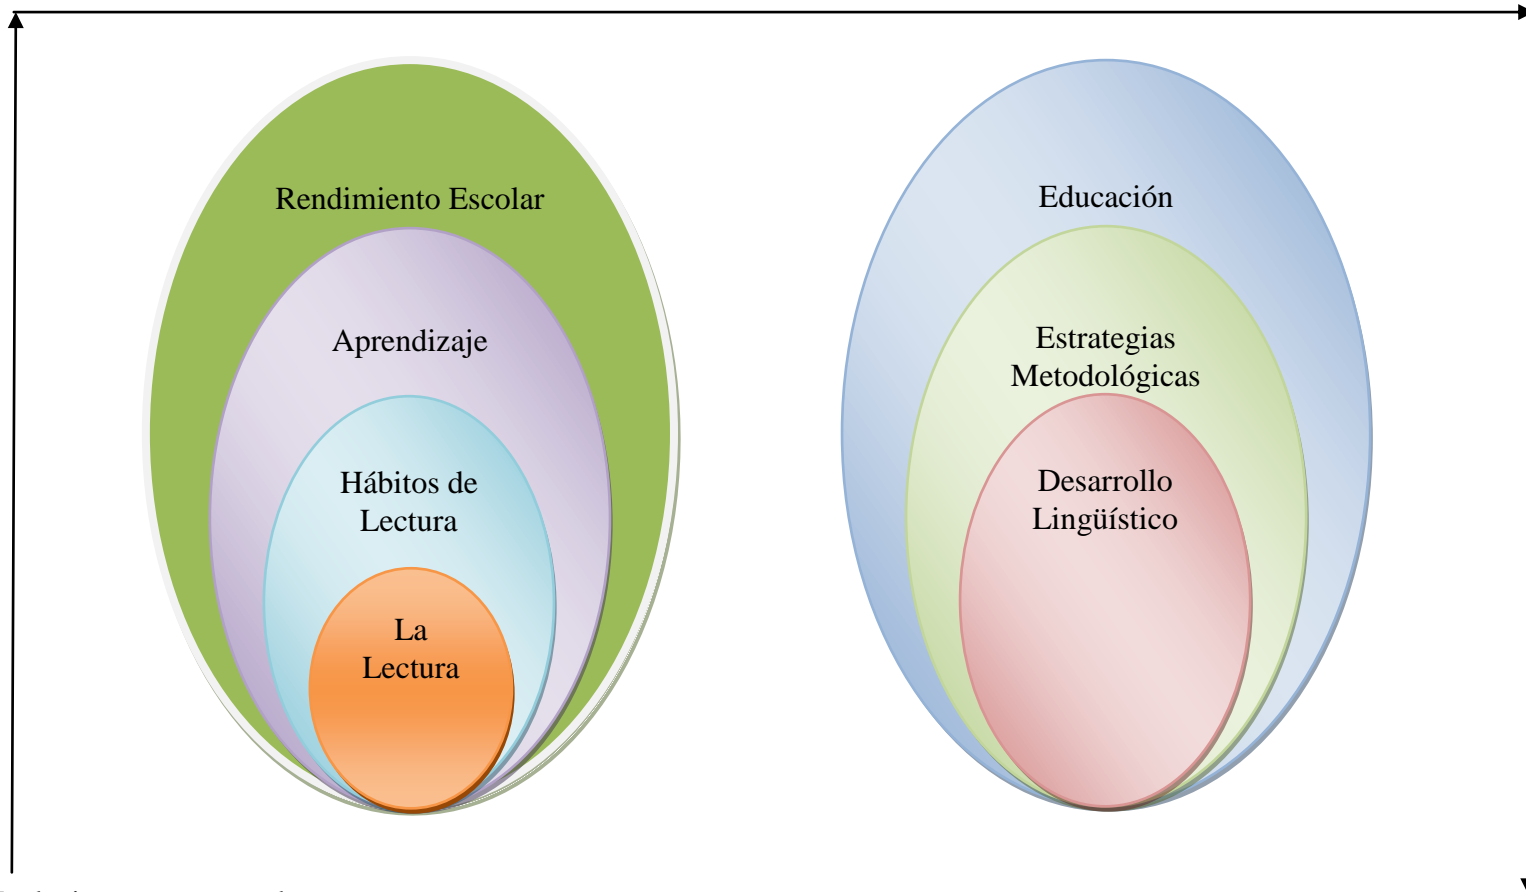 Rendimiento Escolar
Aprendizaje
Hábitos de
Lectura
La
Lectura
Educación
Estrategias
Metodológicas
Desarrollo
Lingüístico